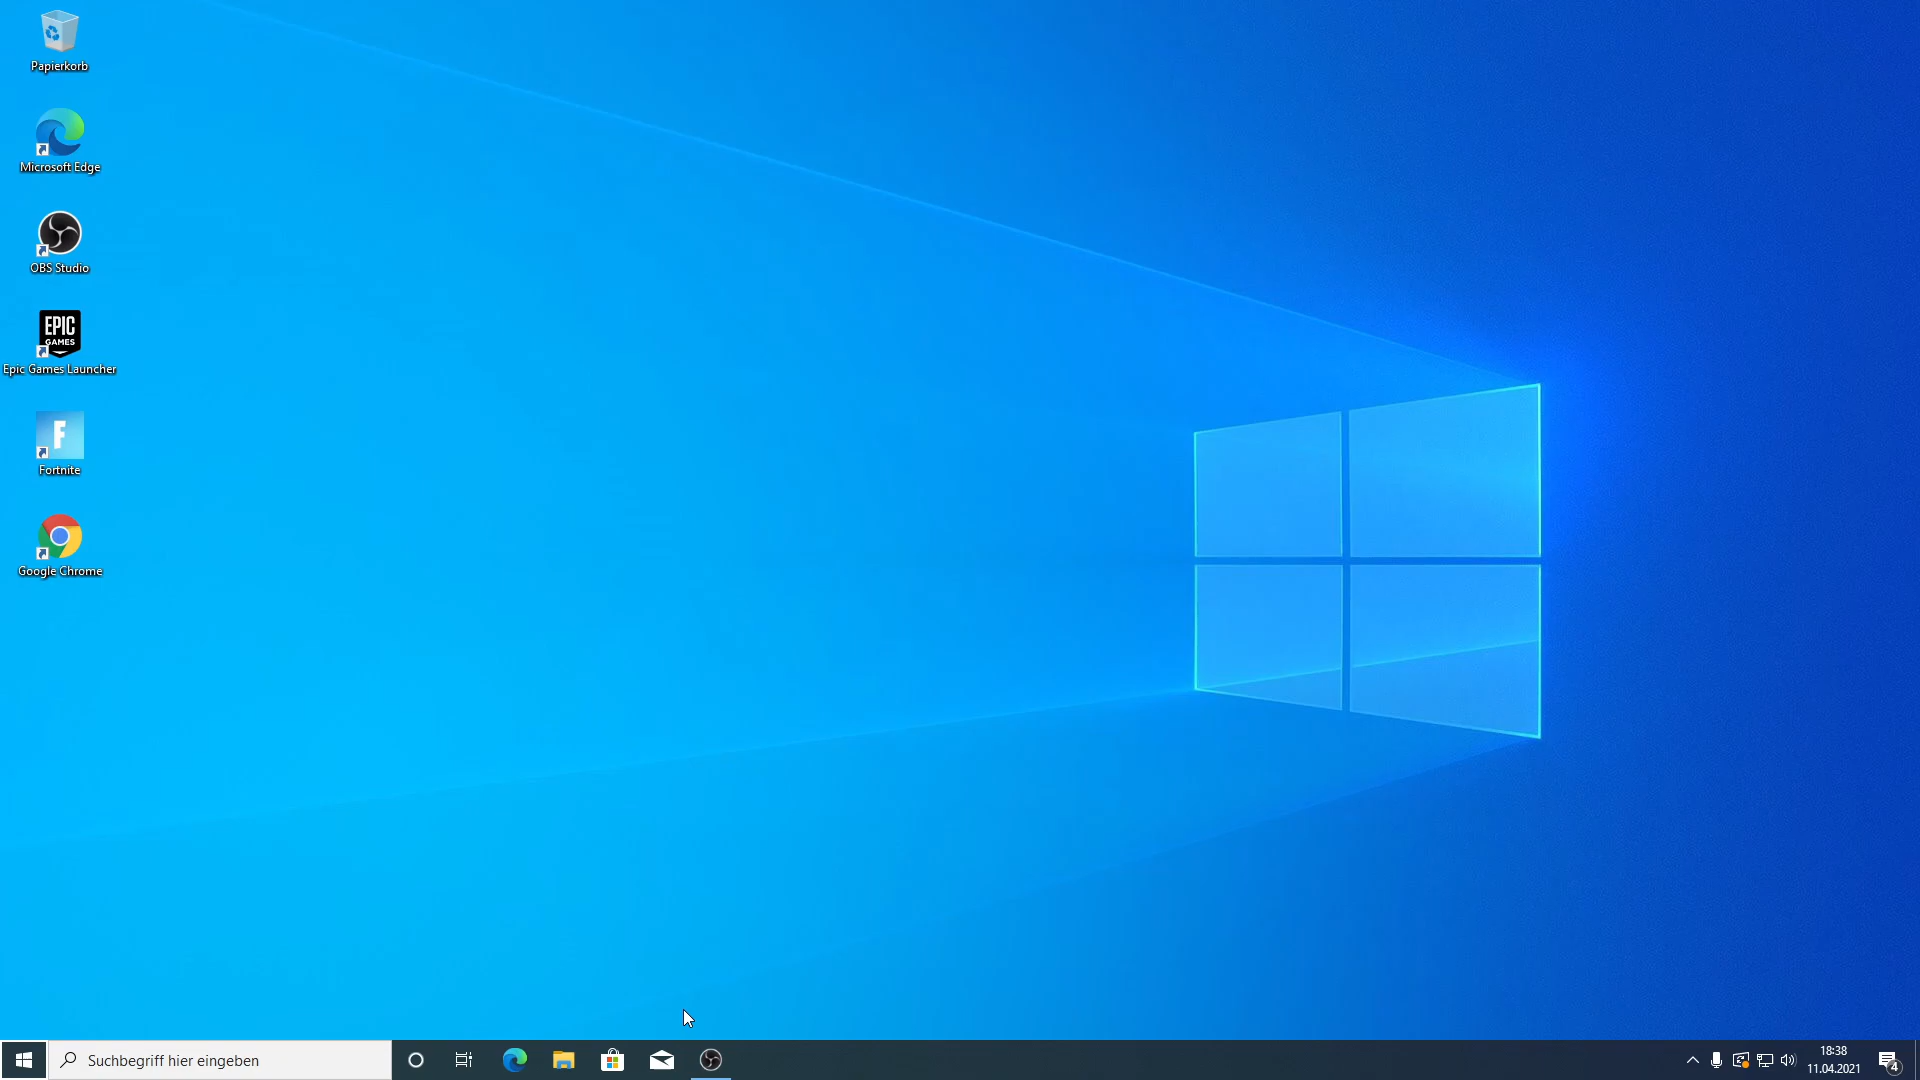 Papierkorb
Microsoft Edge
OBS Studio
EPIC
GAMES
Epic Games Launcher
F
Fortnite
Google Chrome
Suchbegriff hier eingeben
18:38
11.04.2021
4